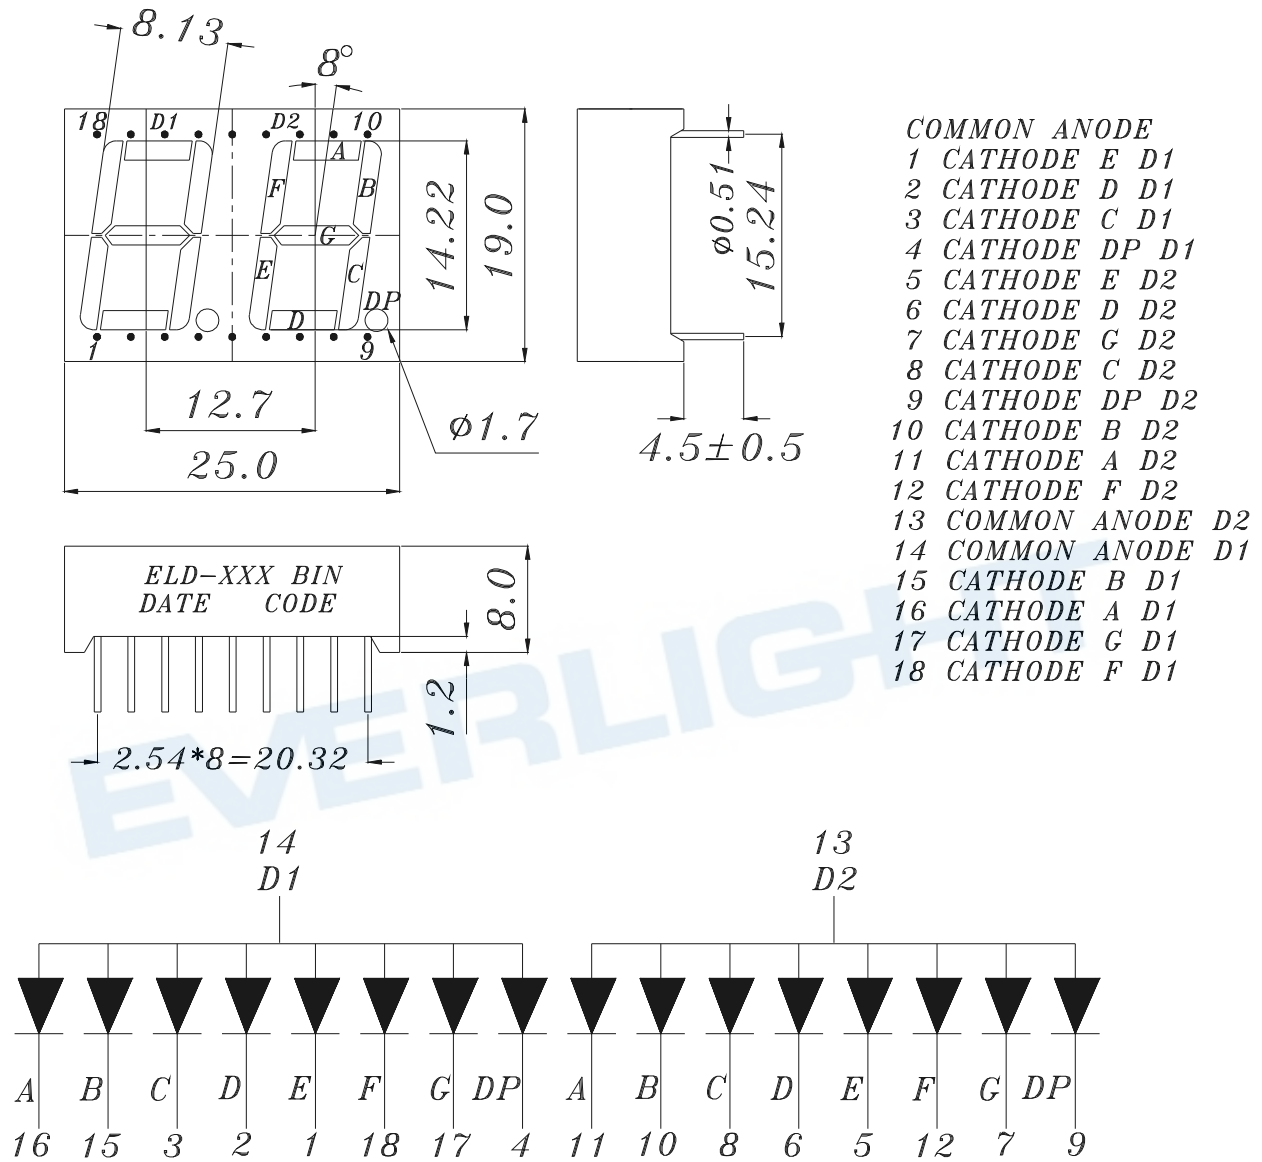 8.13
8°
18 D1 D2 10
A
F B
G
E C
DP
D
1 9
14.22
19.0
12.7
ϕ1.7
25.0
ϕ0.51
15.24
4.5±0.5
COMMON ANODE
1 CATHODE E D1
2 CATHODE D D1
3 CATHODE C D1
4 CATHODE DP D1
5 CATHODE E D2
6 CATHODE D D2
7 CATHODE G D2
8 CATHODE C D2
9 CATHODE DP D2
10 CATHODE B D2
11 CATHODE A D2
12 CATHODE F D2
13 COMMON ANODE D2
14 COMMON ANODE D1
15 CATHODE B D1
16 CATHODE A D1
17 CATHODE G D1
18 CATHODE F D1
ELD-XXX BIN
DATE CODE
8.0
1.2
2.54*8=20.32
EVERLIGHT
14
D1
13
D2
A B C D E F G DP A B C D E F G DP
16 15 3 2 1 18 17 4 11 10 8 6 5 12 7 9